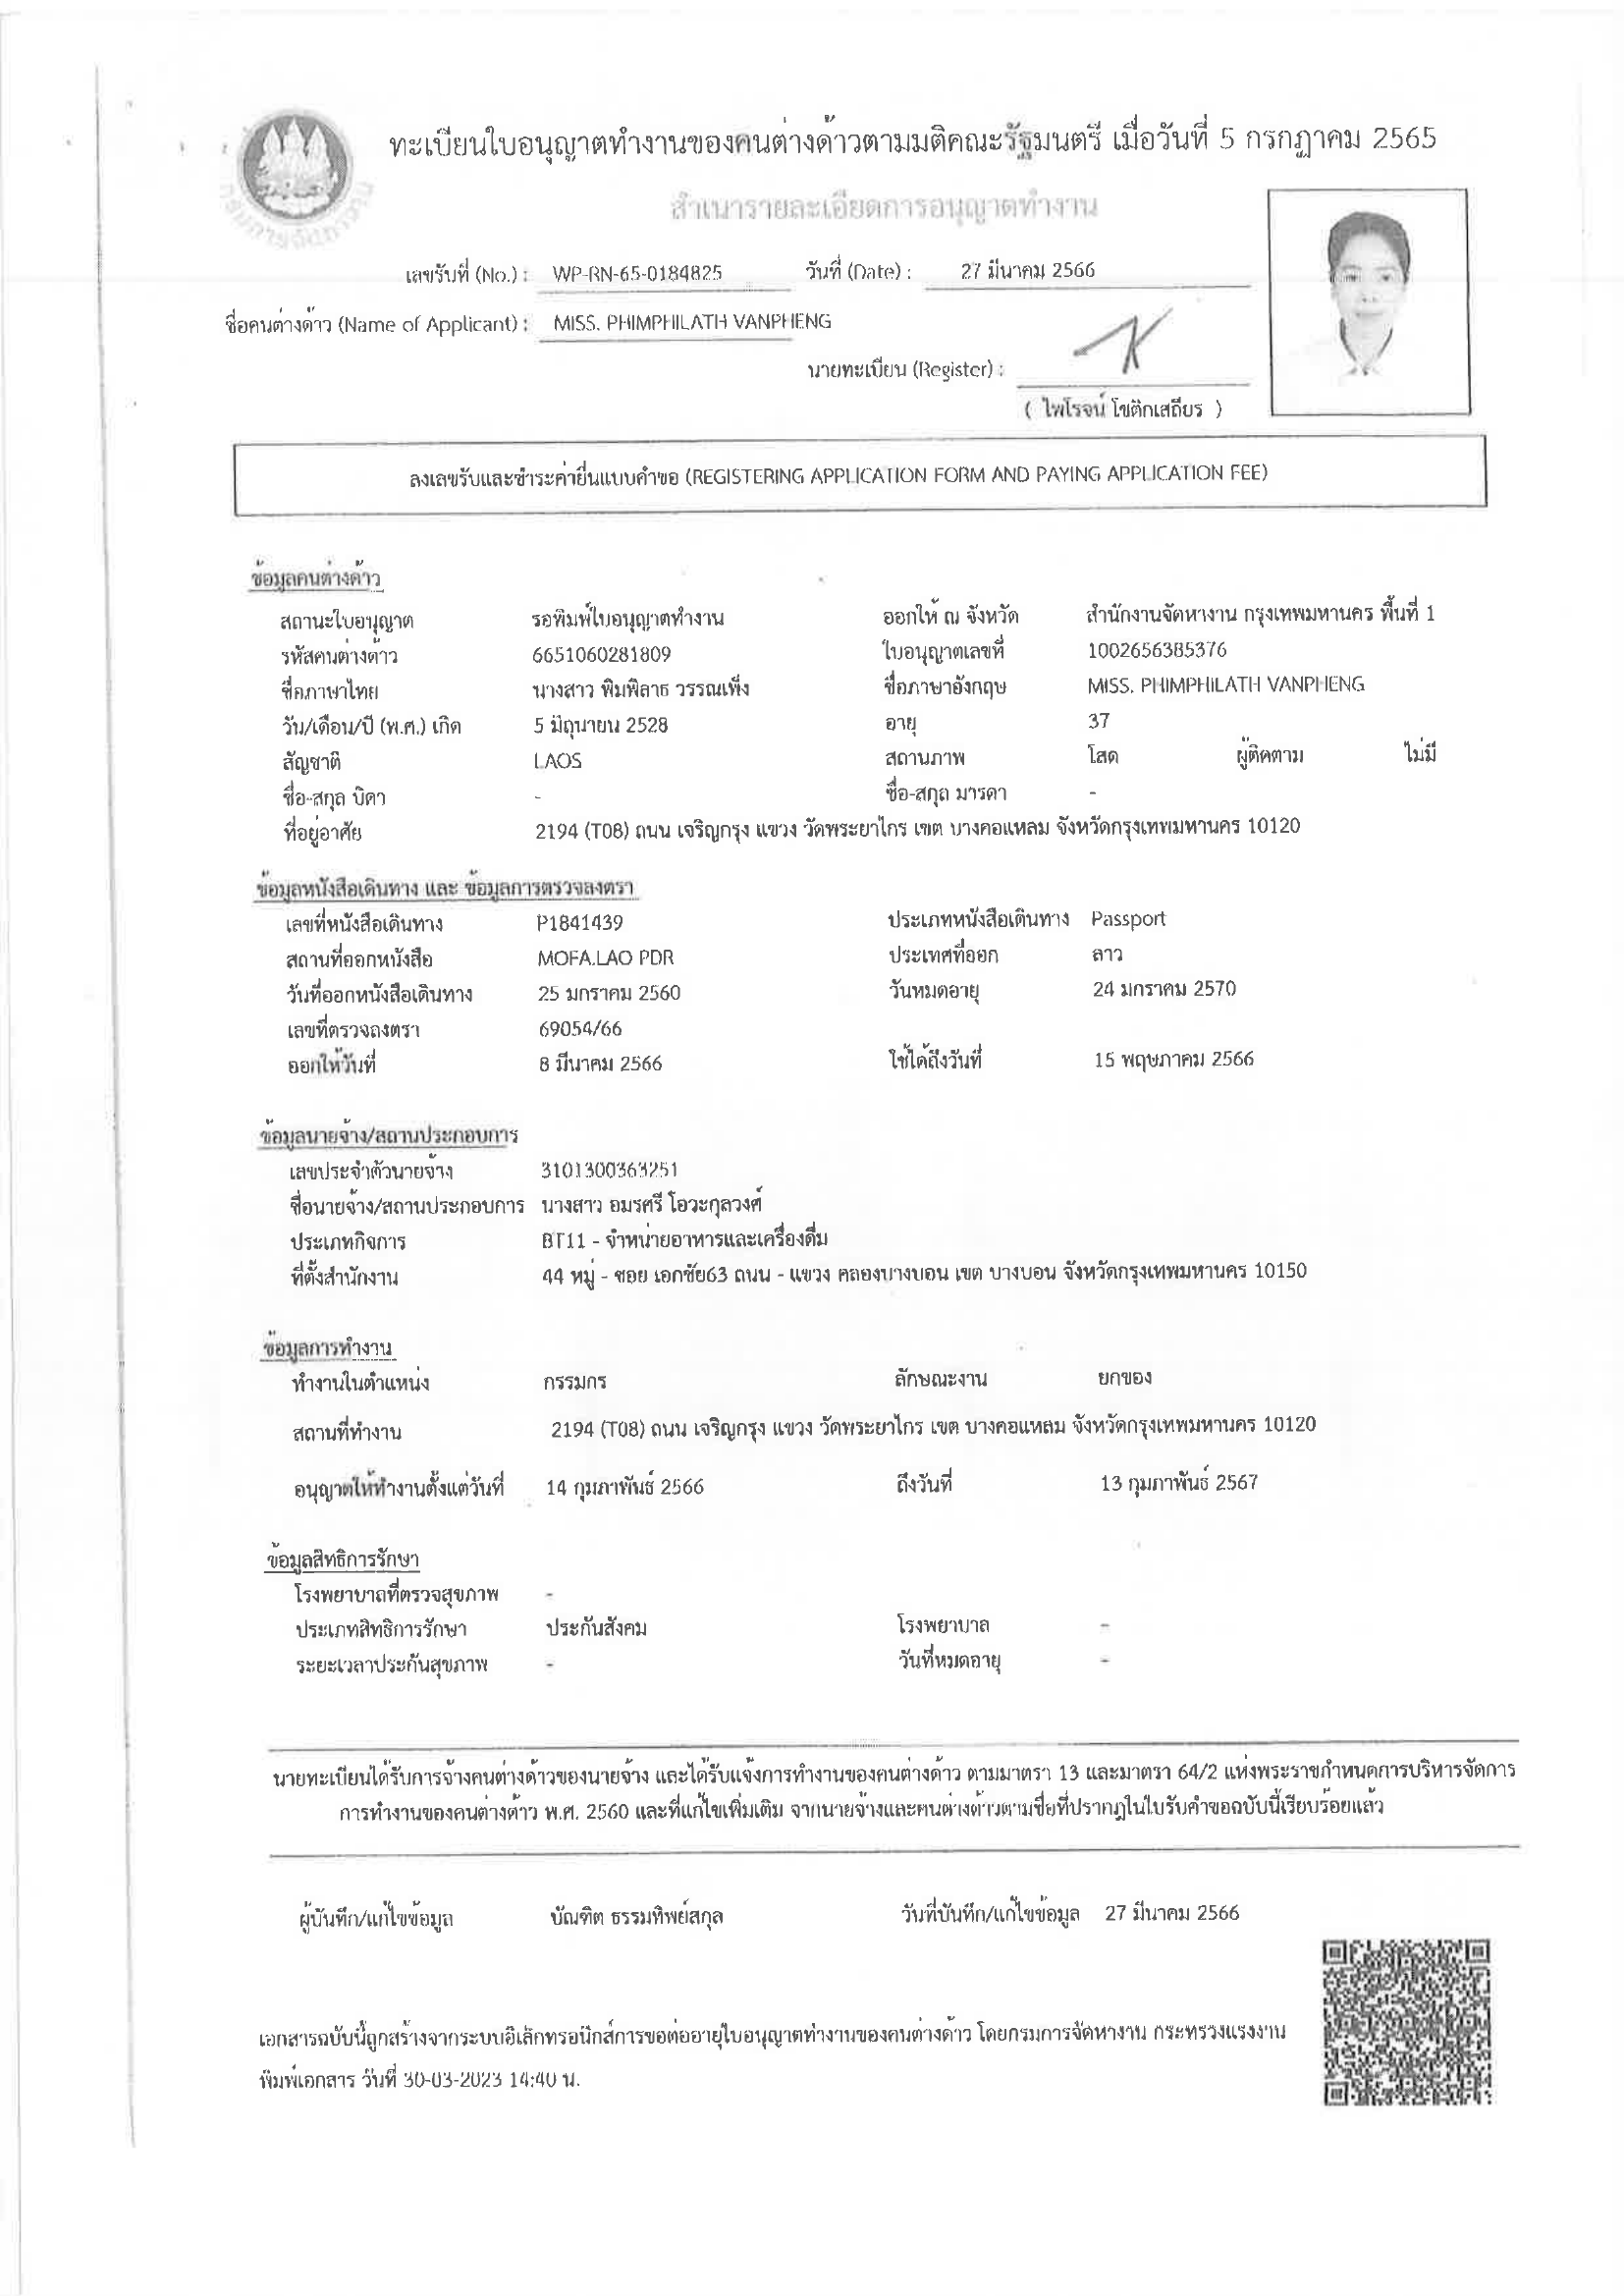 ทะเบียนใบอนุญาตทำงานของคนต่างด้าวตามมติคณะรัฐมนตรี เมื่อวันที่ 5 กรกฎาคม 2565
สำเนารายละเอียดการอนุญาตทำงาน
กรมการจัดหางาน
เลขรับที่ (No.) : WP-RN-65-0184825 วันที่ (Date) : 27 มีนาคม 2566
ชื่อคนต่างด้าว (Name of Applicant) : MISS. PHIMPHILATH VANPHENG
นายทะเบียน (Register) :
( ไพโรจน์ โชติกเสถียร )
ลงเลขรับและชำระค่ายื่นแบบคำขอ (REGISTERING APPLICATION FORM AND PAYING APPLICATION FEE)
ข้อมูลคนต่างด้าว
สถานะใบอนุญาต รอพิมพ์ใบอนุญาตทำงาน ออกให้ ณ จังหวัด สำนักงานจัดหางาน กรุงเทพมหานคร พื้นที่ 1
รหัสคนต่างด้าว 6651060281809 ใบอนุญาตเลขที่ 1002656385376
ชื่อภาษาไทย นางสาว พิมพิลาธ วรรณเพ็ง ชื่อภาษาอังกฤษ MISS. PHIMPHILATH VANPHENG
วัน/เดือน/ปี (พ.ศ.) เกิด 5 มิถุนายน 2528 อายุ 37
สัญชาติ LAOS สถานภาพ โสด ผู้ติดตาม ไม่มี
ชื่อ-สกุล บิดา - ชื่อ-สกุล มารดา -
ที่อยู่อาศัย 2194 (T08) ถนน เจริญกรุง แขวง วัดพระยาไกร เขต บางคอแหลม จังหวัดกรุงเทพมหานคร 10120
ข้อมูลหนังสือเดินทาง และ ข้อมูลการตรวจลงตรา
เลขที่หนังสือเดินทาง P1841439 ประเภทหนังสือเดินทาง Passport
สถานที่ออกหนังสือ MOFA.LAO PDR ประเทศที่ออก ลาว
วันที่ออกหนังสือเดินทาง 25 มกราคม 2560 วันหมดอายุ 24 มกราคม 2570
เลขที่ตรวจลงตรา 69054/66
ออกให้วันที่ 8 มีนาคม 2566 ใช้ได้ถึงวันที่ 15 พฤษภาคม 2566
ข้อมูลนายจ้าง/สถานประกอบการ
เลขประจำตัวนายจ้าง 3101300363251
ชื่อนายจ้าง/สถานประกอบการ นางสาว อมรศรี โอวะกุลวงศ์
ประเภทกิจการ BT11 - จำหน่ายอาหารและเครื่องดื่ม
ที่ตั้งสำนักงาน 44 หมู่ - ซอย เอกชัย63 ถนน - แขวง คลองบางบอน เขต บางบอน จังหวัดกรุงเทพมหานคร 10150
ข้อมูลการทำงาน
ทำงานในตำแหน่ง กรรมกร ลักษณะงาน ยกของ
สถานที่ทำงาน 2194 (T08) ถนน เจริญกรุง แขวง วัดพระยาไกร เขต บางคอแหลม จังหวัดกรุงเทพมหานคร 10120
อนุญาตให้ทำงานตั้งแต่วันที่ 14 กุมภาพันธ์ 2566 ถึงวันที่ 13 กุมภาพันธ์ 2567
ข้อมูลสิทธิการรักษา
โรงพยาบาลที่ตรวจสุขภาพ -
ประเภทสิทธิการรักษา ประกันสังคม โรงพยาบาล -
ระยะเวลาประกันสุขภาพ - วันที่หมดอายุ -
นายทะเบียนได้รับการจ้างคนต่างด้าวของนายจ้าง และได้รับแจ้งการทำงานของคนต่างด้าว ตามมาตรา 13 และมาตรา 64/2 แห่งพระราชกำหนดการบริหารจัดการ
การทำงานของคนต่างด้าว พ.ศ. 2560 และที่แก้ไขเพิ่มเติม จากนายจ้างและคนต่างด้าวตามชื่อที่ปรากฏในใบรับคำขอฉบับนี้เรียบร้อยแล้ว
ผู้บันทึก/แก้ไขข้อมูล บัณฑิต ธรรมทิพย์สกุล วันที่บันทึก/แก้ไขข้อมูล 27 มีนาคม 2566
เอกสารฉบับนี้ถูกสร้างจากระบบอิเล็กทรอนิกส์การขอต่ออายุใบอนุญาตทำงานของคนต่างด้าว โดยกรมการจัดหางาน กระทรวงแรงงาน
พิมพ์เอกสาร วันที่ 30-03-2023 14:40 น.